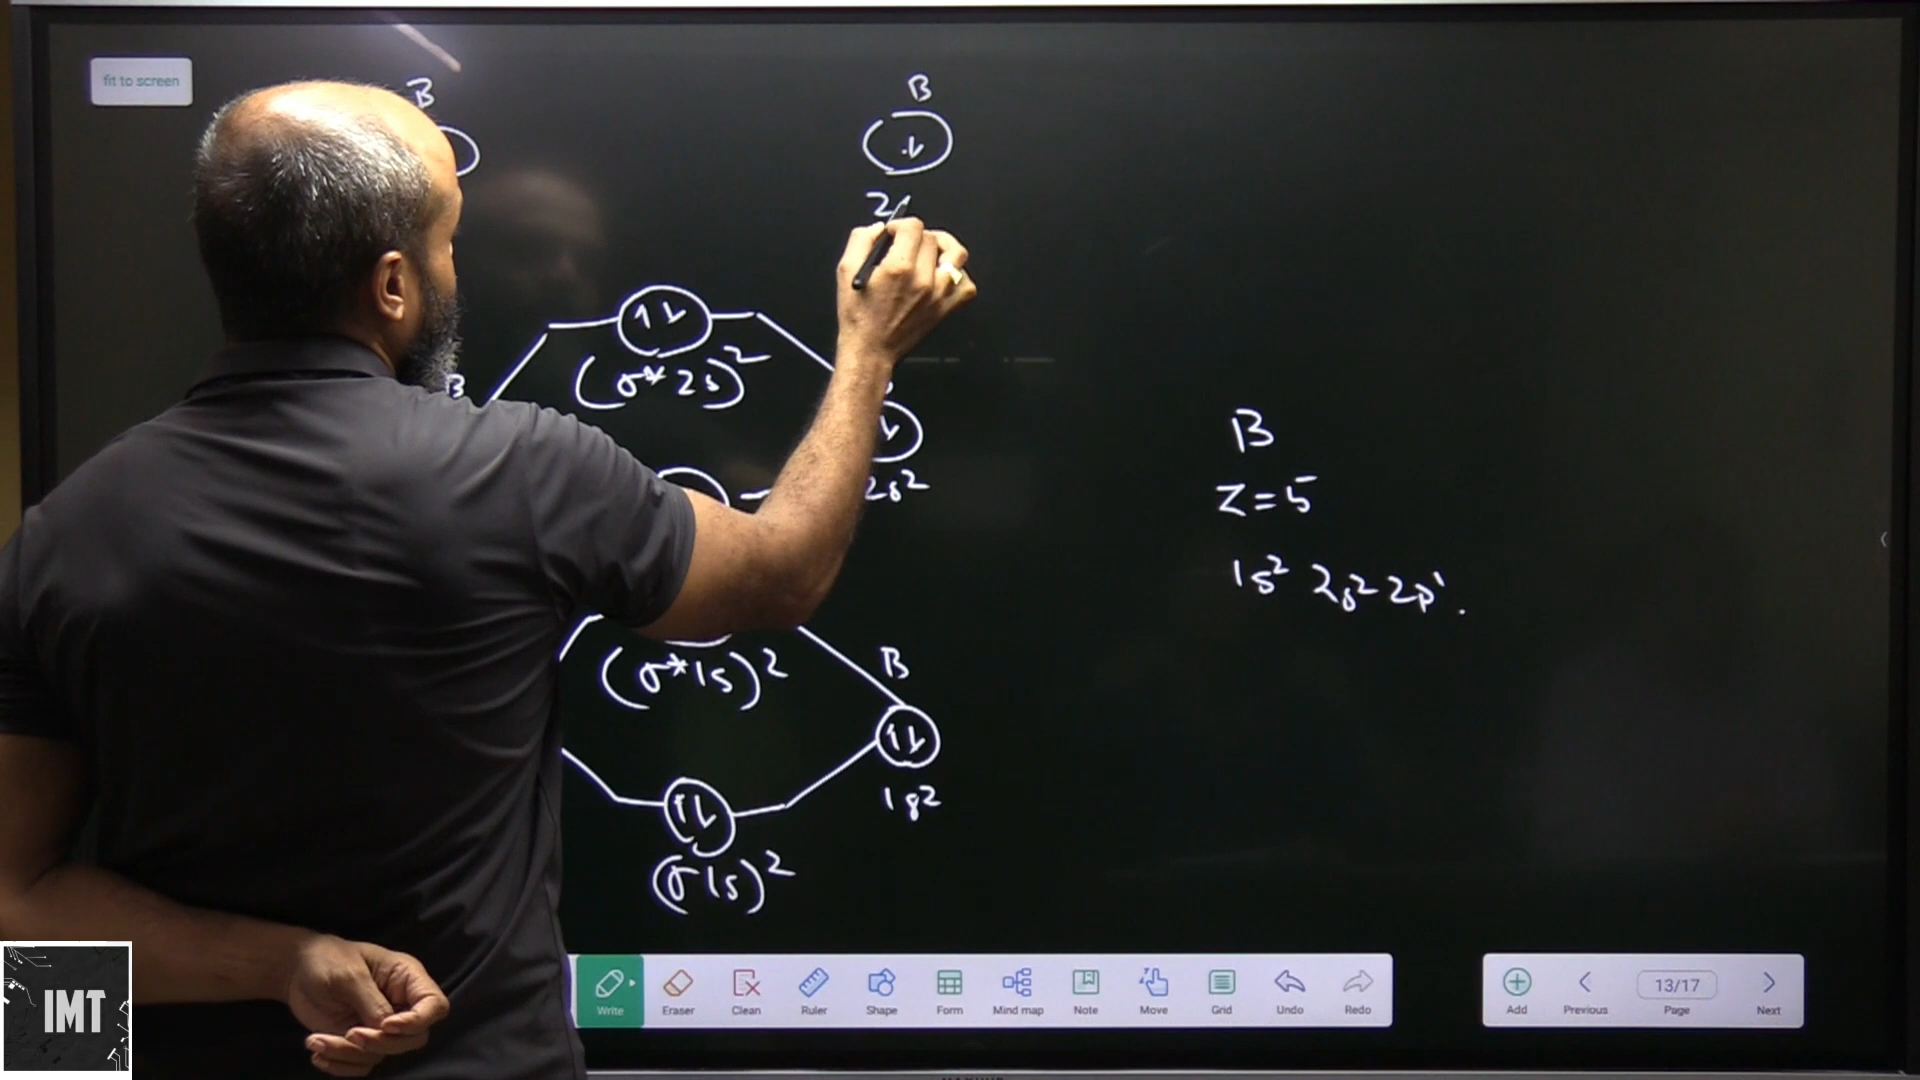 fit to screen
B
B
2
(σ*2s)²
B
2s²
B
Z=5
1s² 2s² 2p¹.
(σ*1s)²
B
1s²
(σ1s)²
Write Eraser Clean Ruler Shape Form Mind map Note Move Grid Undo Redo
Add Previous 13/17 Page Next
IMT